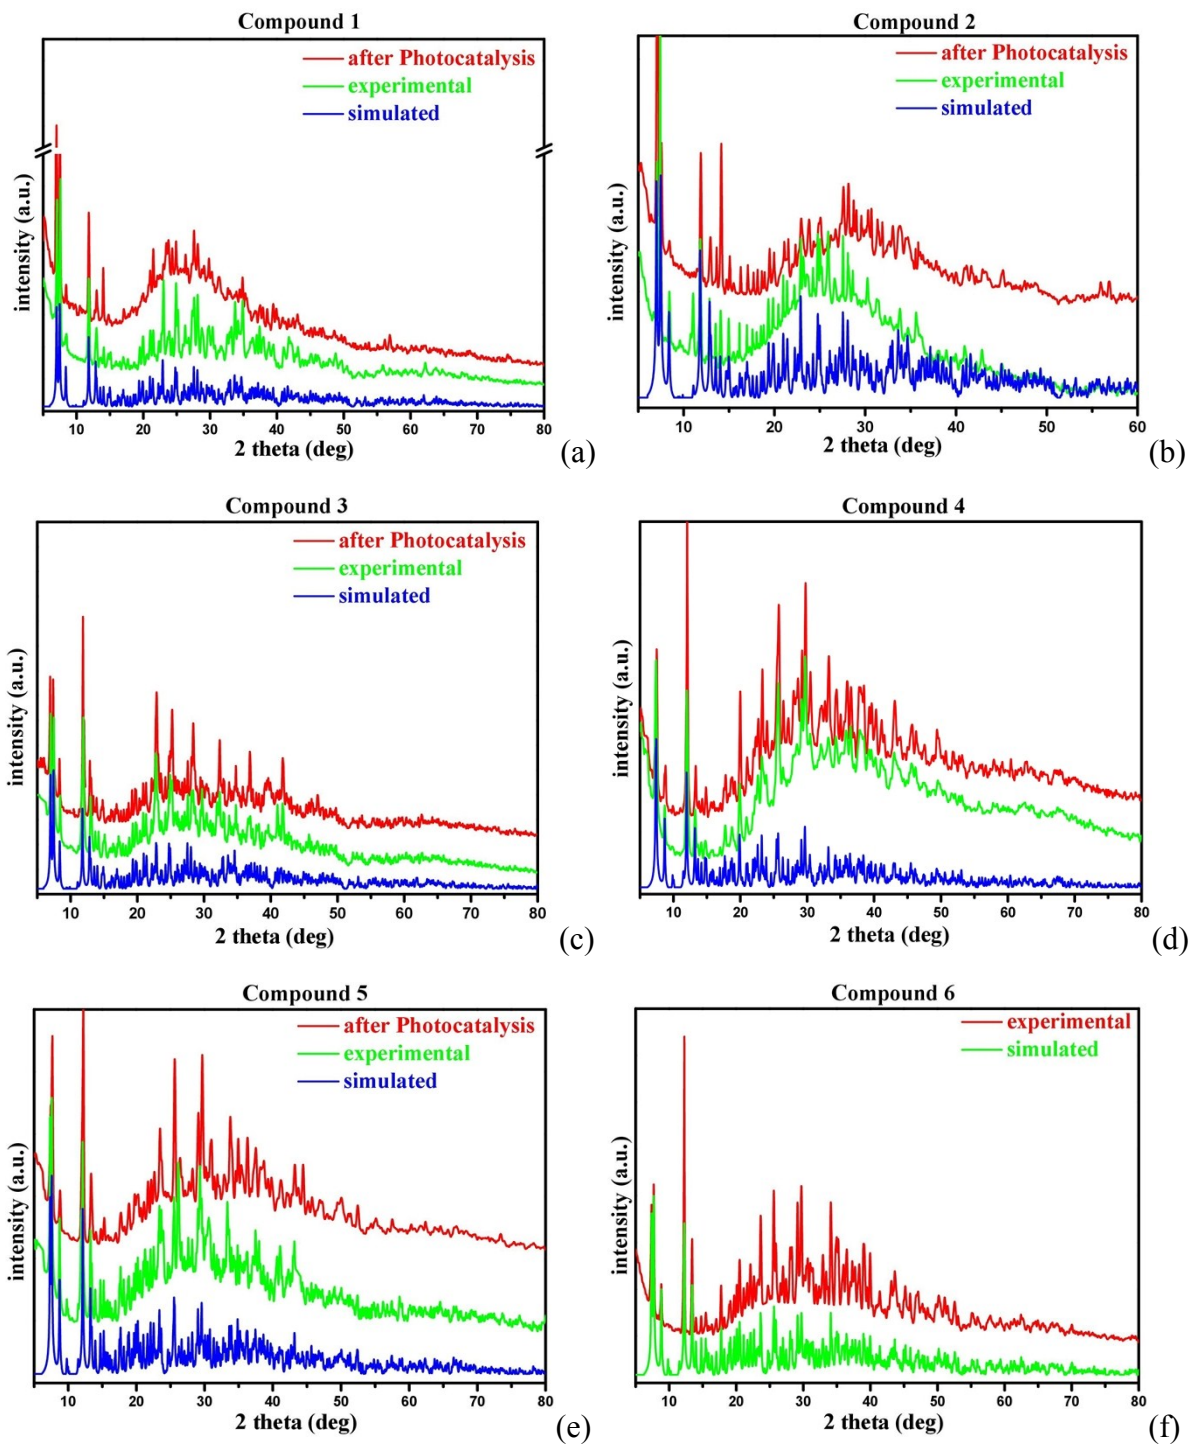 Compound 1
after Photocatalysis
experimental
simulated
intensity (a.u.)
10 20 30 40 50 60 70 80
2 theta (deg)
(a)
Compound 2
after Photocatalysis
experimental
simulated
intensity (a.u.)
10 20 30 40 50 60
2 theta (deg)
(b)
Compound 3
after Photocatalysis
experimental
simulated
intensity (a.u.)
10 20 30 40 50 60 70 80
2 theta (deg)
(c)
Compound 4
intensity (a.u.)
10 20 30 40 50 60 70 80
2 theta (deg)
(d)
Compound 5
after Photocatalysis
experimental
simulated
intensity (a.u.)
10 20 30 40 50 60 70 80
2 theta (deg)
(e)
Compound 6
experimental
simulated
intensity (a.u.)
10 20 30 40 50 60 70 80
2 theta (deg)
(f)